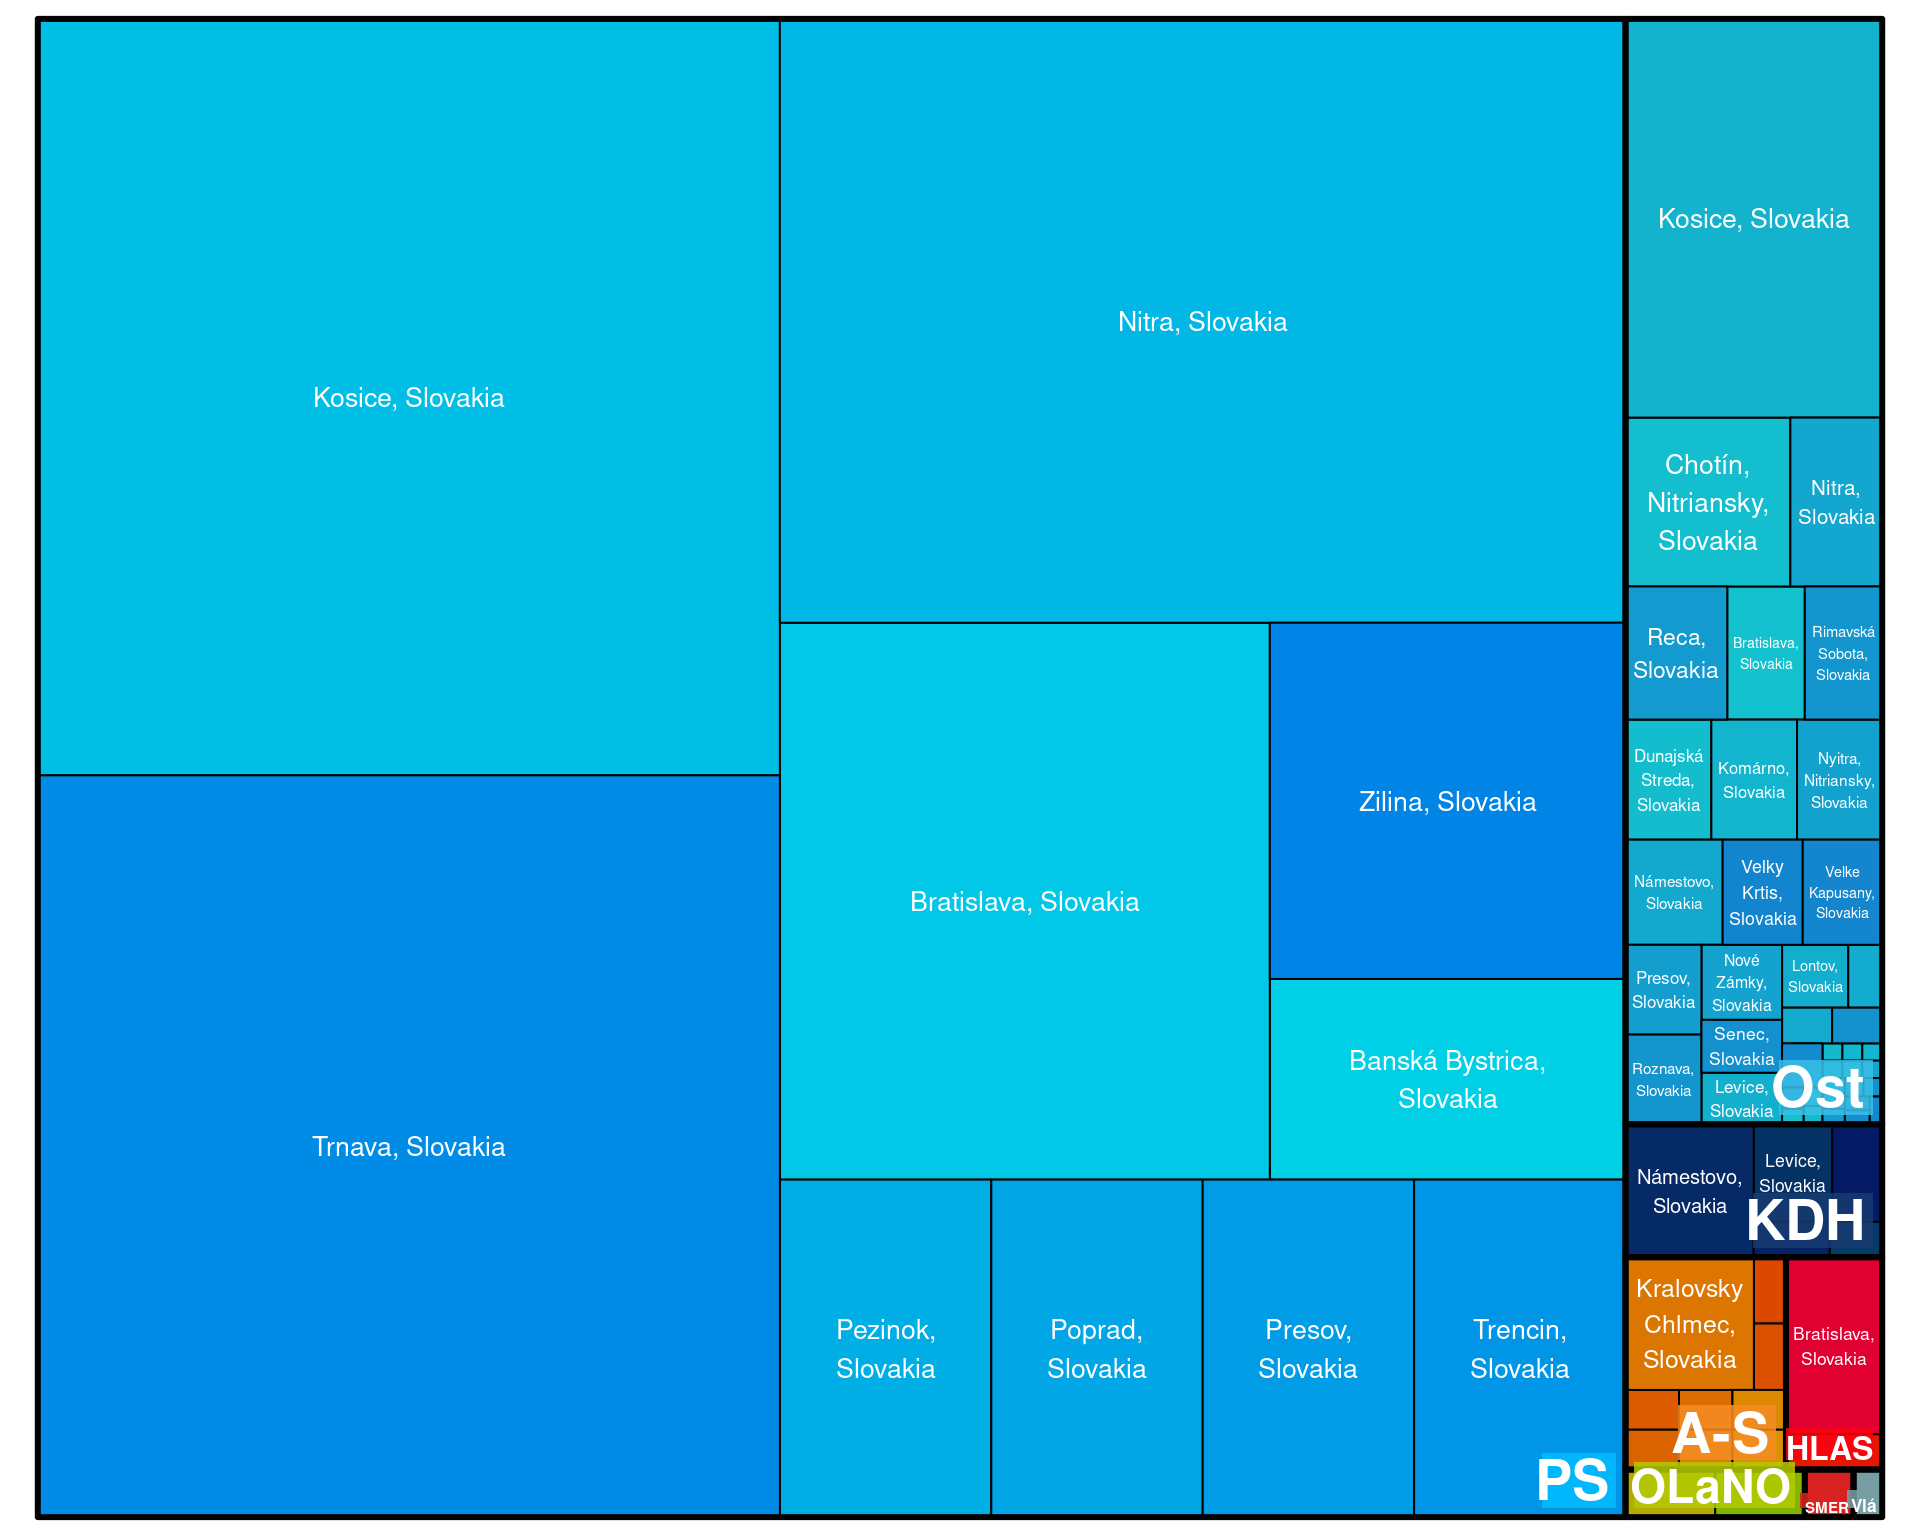 Kosice, Slovakia
Nitra, Slovakia
Trnava, Slovakia
Bratislava, Slovakia
Zilina, Slovakia
Banská Bystrica,
Slovakia
Pezinok,
Slovakia
Poprad,
Slovakia
Presov,
Slovakia
Trencin,
Slovakia
PS
Kosice, Slovakia
Chotín,
Nitriansky,
Slovakia
Nitra,
Slovakia
Reca,
Slovakia
Bratislava,
Slovakia
Rimavská
Sobota,
Slovakia
Dunajská
Streda,
Slovakia
Komárno,
Slovakia
Nyitra,
Nitriansky,
Slovakia
Námestovo,
Slovakia
Velky
Krtis,
Slovakia
Velke
Kapusany,
Slovakia
Presov,
Slovakia
Nové
Zámky,
Slovakia
Lontov,
Slovakia
Roznava,
Slovakia
Senec,
Slovakia
Levice,
Slovakia
Ost
Námestovo,
Slovakia
Levice,
Slovakia
KDH
Kralovsky
Chlmec,
Slovakia
A-S
Bratislava,
Slovakia
HLAS
OLaNO
SMER
Vlá